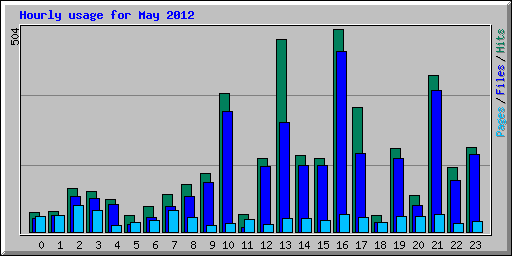 Hourly usage for May 2012
504
Pages / Files / Hits
0 1 2 3 4 5 6 7 8 9 10 11 12 13 14 15 16 17 18 19 20 21 22 23